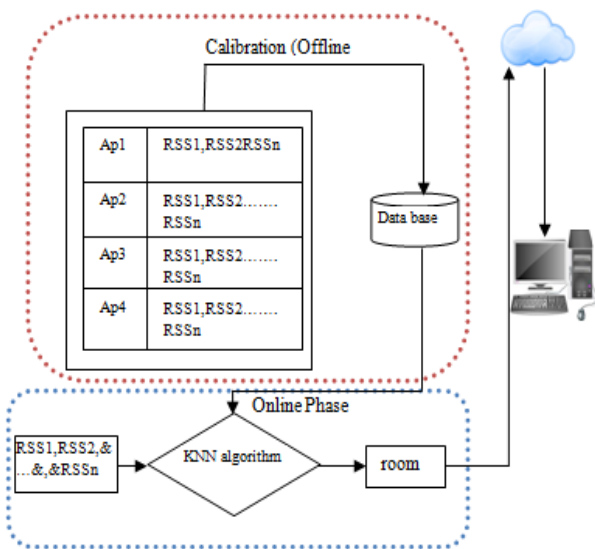 Calibration (Offline
Ap1
RSS1,RSS2RSSn
Ap2
RSS1,RSS2…….
RSSn
Ap3
RSS1,RSS2…….
RSSn
Ap4
RSS1,RSS2…….
RSSn
Data base
Online Phase
RSS1,RSS2,&
…&,&RSSn
KNN algorithm
room